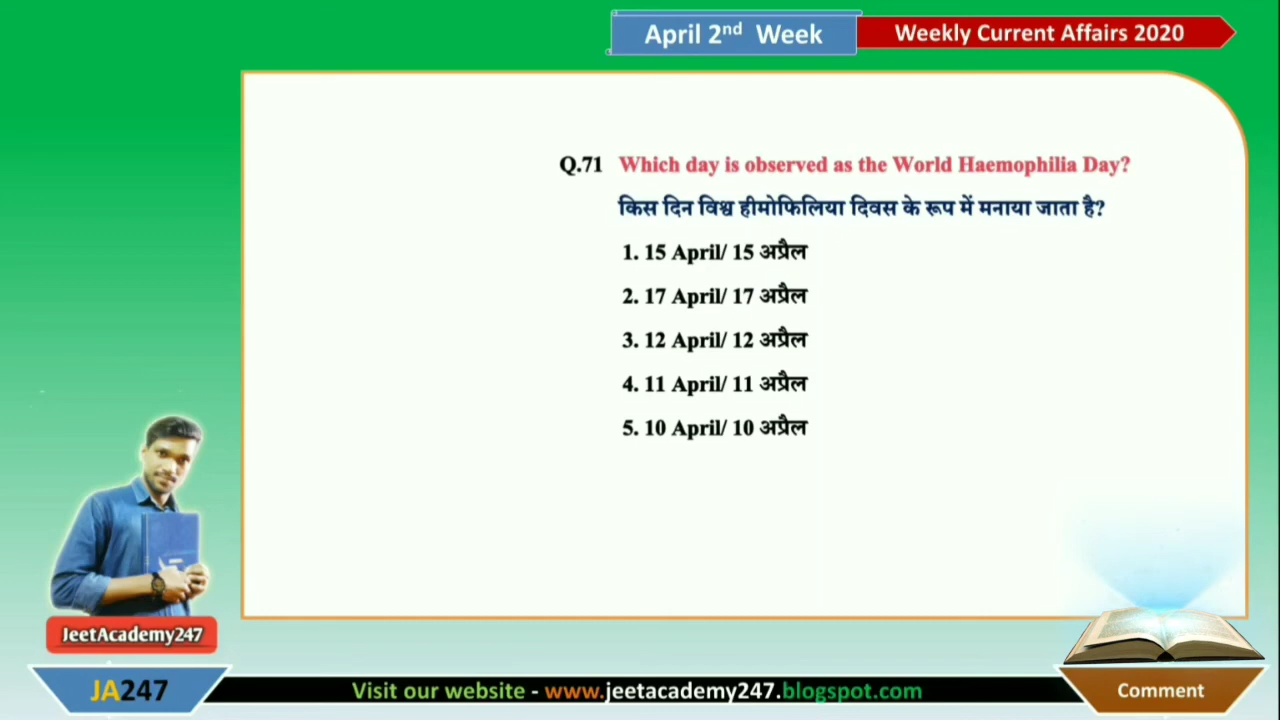 April 2nd Week
Weekly Current Affairs 2020
Q.71 Which day is observed as the World Haemophilia Day?
किस दिन विश्व हीमोफिलिया दिवस के रूप में मनाया जाता है?
1. 15 April/ 15 अप्रैल
2. 17 April/ 17 अप्रैल
3. 12 April/ 12 अप्रैल
4. 11 April/ 11 अप्रैल
5. 10 April/ 10 अप्रैल
JeetAcademy247
JA247
Visit our website - www.jeetacademy247.blogspot.com
Comment